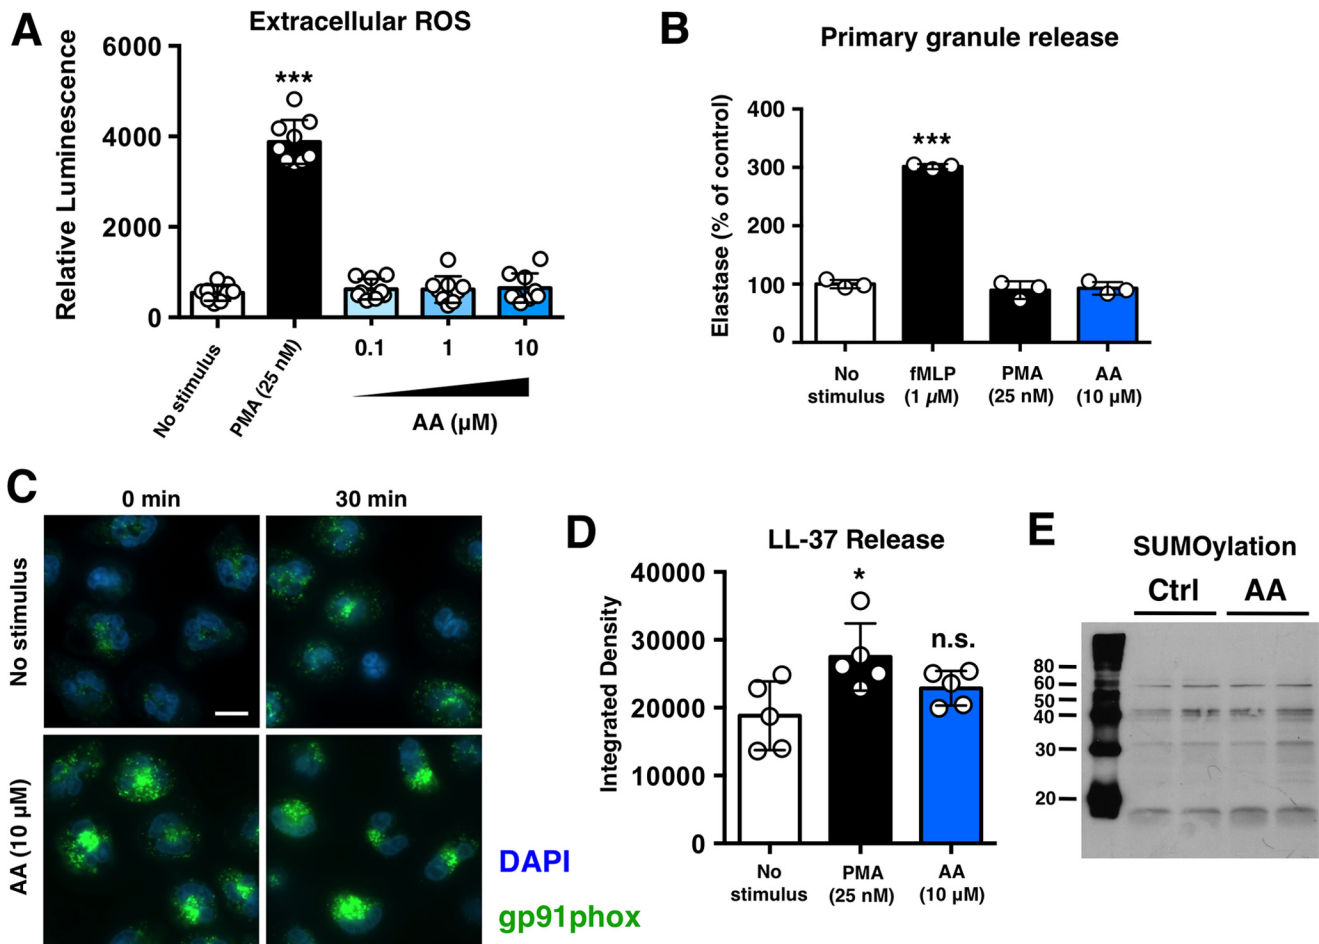 A
Extracellular ROS
Relative Luminescence
6000
4000
2000
0
***
No stimulus
PMA (25 nM)
0.1
1
10
AA (µM)
B
Primary granule release
Elastase (% of control)
400
300
200
100
0
***
No stimulus
fMLP (1 µM)
PMA (25 nM)
AA (10 µM)
C
0 min
30 min
No stimulus
AA (10 µM)
DAPI
gp91phox
D
LL-37 Release
Integrated Density
40000
30000
20000
10000
0
*
n.s.
No stimulus
PMA (25 nM)
AA (10 µM)
E
SUMOylation
Ctrl
AA
80
60
50
40
30
20